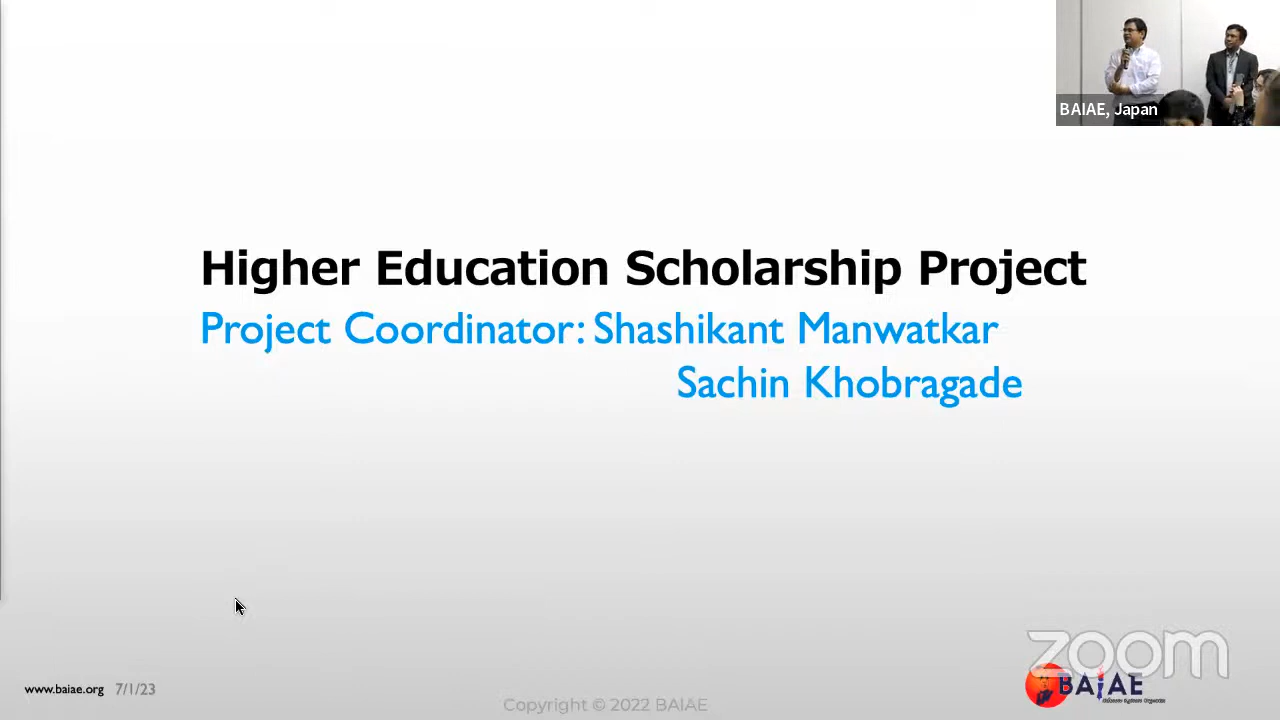 BAIAE, Japan
Higher Education Scholarship Project
Project Coordinator: Shashikant Manwatkar
Sachin Khobragade
zoom
BAIAE
www.baiae.org 7/1/23
Copyright © 2022 BAIAE